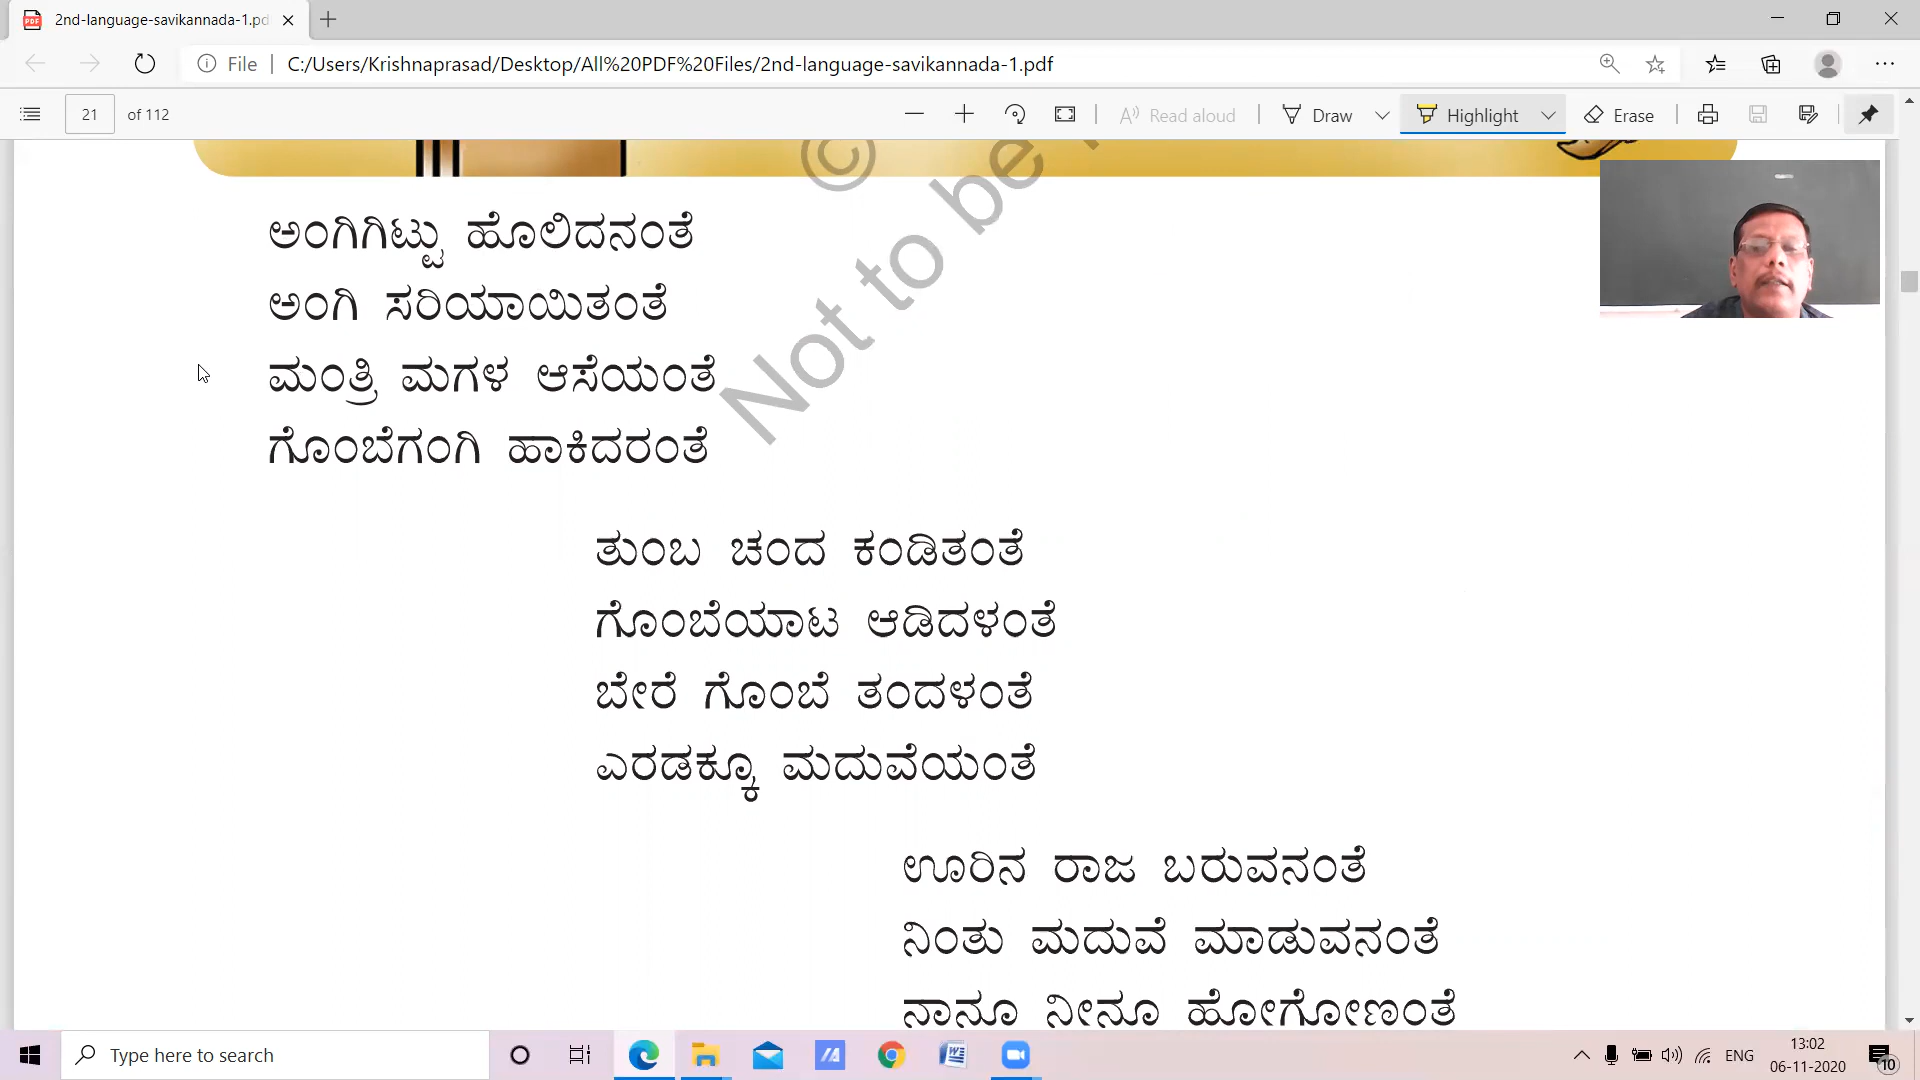 2nd-language-savikannada-1.pd
File | C:/Users/Krishnaprasad/Desktop/All%20PDF%20Files/2nd-language-savikannada-1.pdf
21 of 112 Read aloud Draw Highlight Erase
© Not to be
ಅಂಗಿಗಿಟ್ಟು ಹೊಲಿದನಂತೆ
ಅಂಗಿ ಸರಿಯಾಯಿತಂತೆ
ಮಂತ್ರಿ ಮಗಳ ಆಸೆಯಂತೆ
ಗೊಂಬೆಗಂಗಿ ಹಾಕಿದರಂತೆ
ತುಂಬ ಚಂದ ಕಂಡಿತಂತೆ
ಗೊಂಬೆಯಾಟ ಆಡಿದಳಂತೆ
ಬೇರೆ ಗೊಂಬೆ ತಂದಳಂತೆ
ಎರಡಕ್ಕೂ ಮದುವೆಯಂತೆ
ಊರಿನ ರಾಜ ಬರುವನಂತೆ
ನಿಂತು ಮದುವೆ ಮಾಡುವನಂತೆ
ನಾನೂ ನೀನೂ ಹೋಗೋಣಂತೆ
Type here to search
ENG
13:02
06-11-2020
10